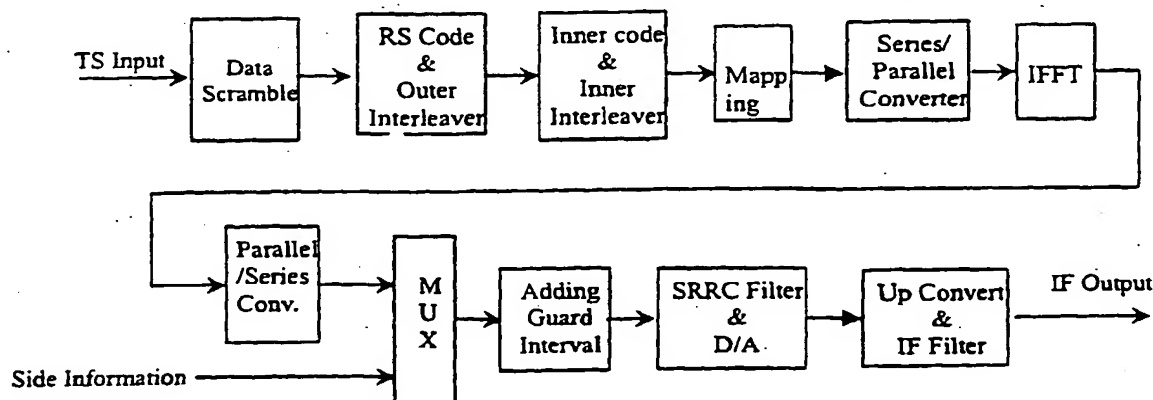 TS Input
Data
Scramble
RS Code
&
Outer
Interleaver
Inner code
&
Inner
Interleaver
Mapp
ing
Series/
Parallel
Converter
IFFT
Parallel
/Series
Conv.
M
U
X
Adding
Guard
Interval
SRRC Filter
&
D/A
Up Convert
&
IF Filter
IF Output
Side Information